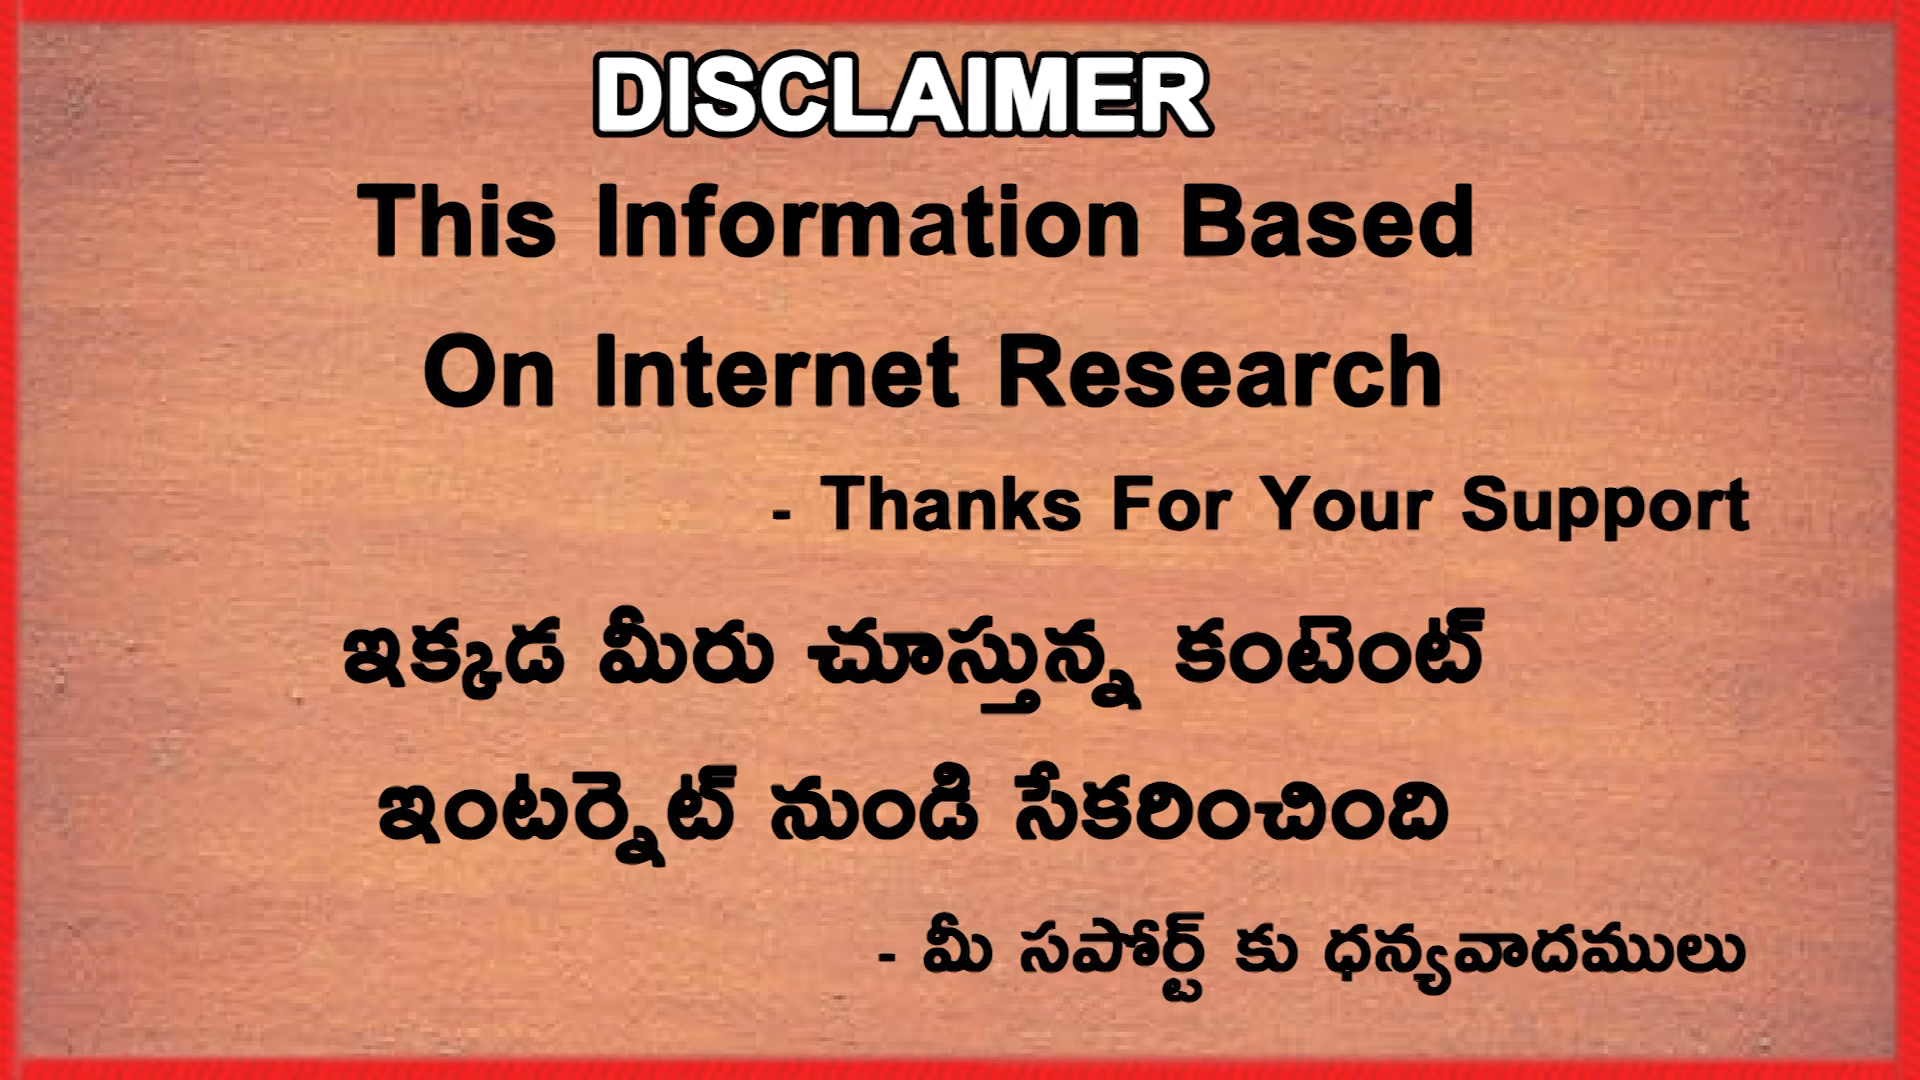 DISCLAIMER
This Information Based
On Internet Research
- Thanks For Your Support
ఇక్కడ మీరు చూస్తున్న కంటెంట్
ఇంటర్నెట్ నుండి సేకరించింది
- మీ సపోర్ట్ కు ధన్యవాదములు